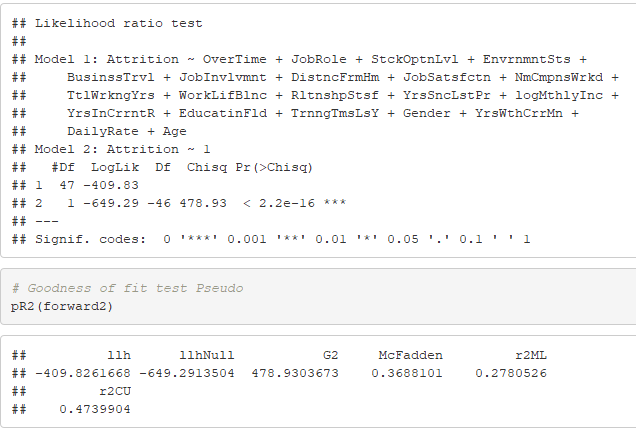 ## Likelihood ratio test
##
## Model 1: Attrition ~ OverTime + JobRole + StckOptnLvl + EnvrnmntSts +
##     BusinssTrvl + JobInvlvmnt + DistncFrmHm + JobSatsfctn + NmCmpnsWrkd +
##     TtlWrkngYrs + WorkLifBlnc + RltnshpStsf + YrsSncLstPr + logMthlyInc +
##     YrsInCrrntR + EducatinFld + TrnngTmsLsY + Gender + YrsWthCrrMn +
##     DailyRate + Age
## Model 2: Attrition ~ 1
##   #Df  LogLik  Df  Chisq Pr(>Chisq)
## 1  47 -409.83
## 2   1 -649.29 -46 478.93  < 2.2e-16 ***
## ---
## Signif. codes:  0 '***' 0.001 '**' 0.01 '*' 0.05 '.' 0.1 ' ' 1
# Goodness of fit test Pseudo
pR2(forward2)
##          llh      llhNull           G2     McFadden         r2ML
## -409.8261668 -649.2913504  478.9303673    0.3688101    0.2780526
##         r2CU
##    0.4739904